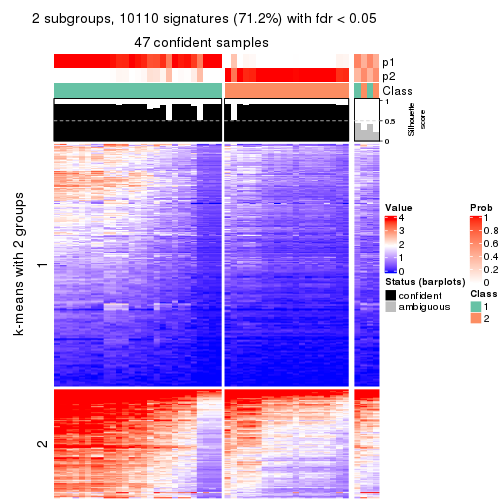 2 subgroups, 10110 signatures (71.2%) with fdr < 0.05
47 confident samples
p1
p2
Class
1
0.5
0
Silhouette
score
k-means with 2 groups
1
2
Value
4
3
2
1
0
Status (barplots)
confident
ambiguous
Prob
1
0.8
0.6
0.4
0.2
0
Class
1
2